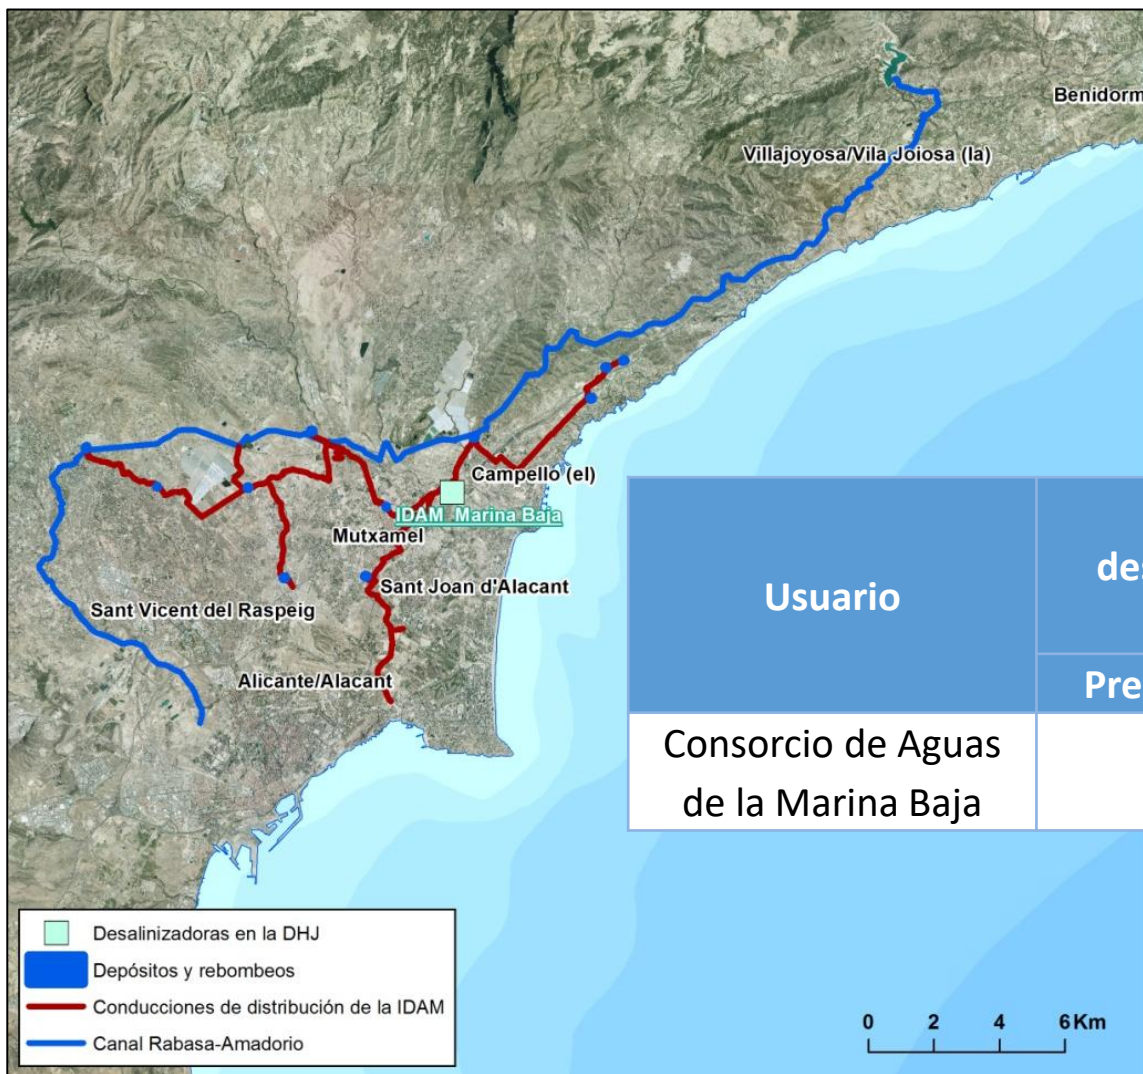 Benidorm
Villajoyosa/Vila Joiosa (la)
Campello (el)
IDAM Marina Baja
Mutxamel
Sant Joan d'Alacant
Sant Vicent del Raspeig
Alicante/Alacant
Usuario
des
Pre
Consorcio de Aguas
de la Marina Baja
Desalinizadoras en la DHJ
Depósitos y rebombeos
Conducciones de distribución de la IDAM
Canal Rabasa-Amadorio
0 2 4 6 Km